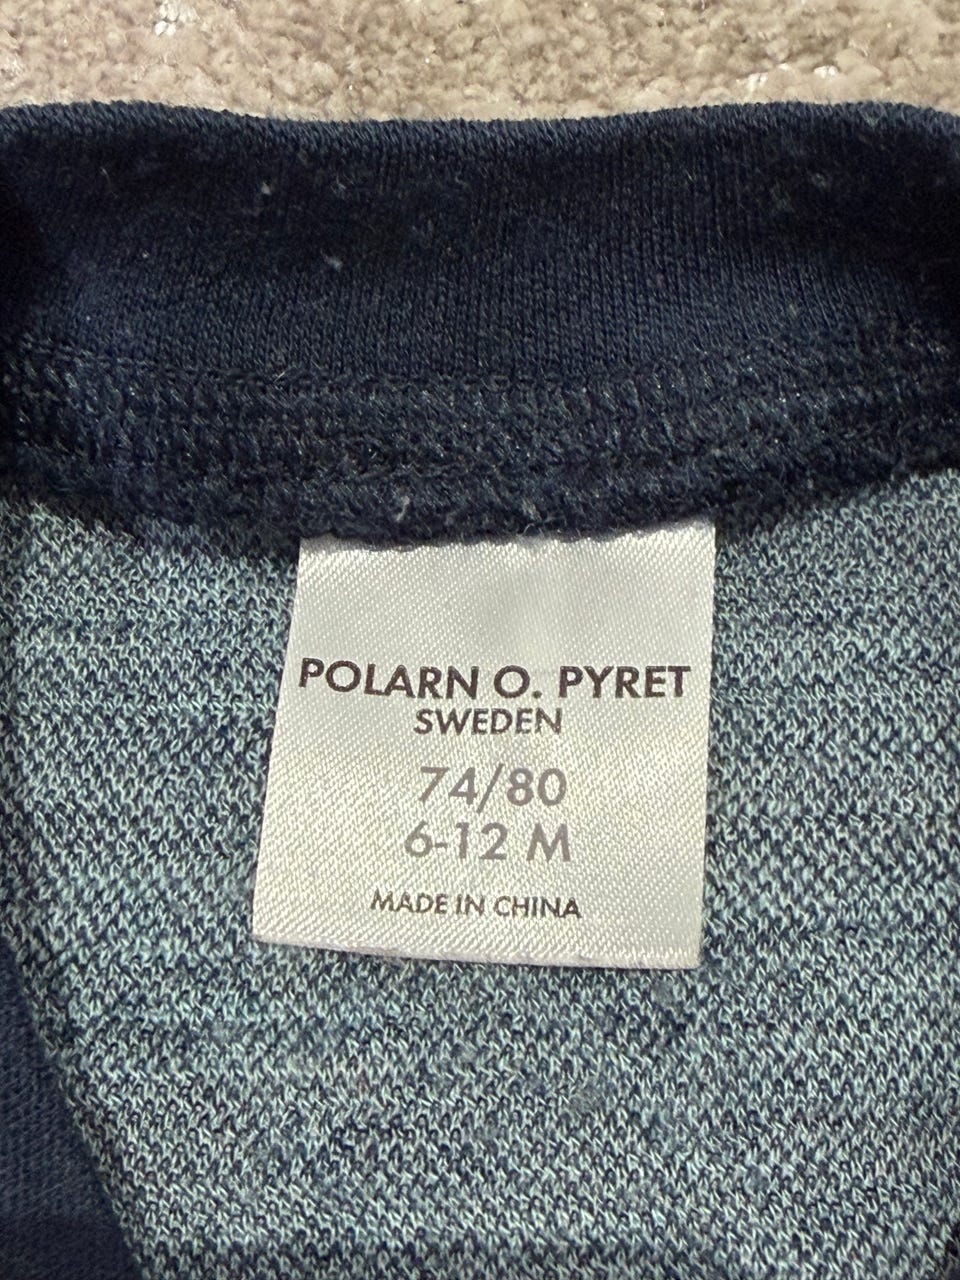 POLARN O. PYRET
SWEDEN
74/80
6-12 M
MADE IN CHINA